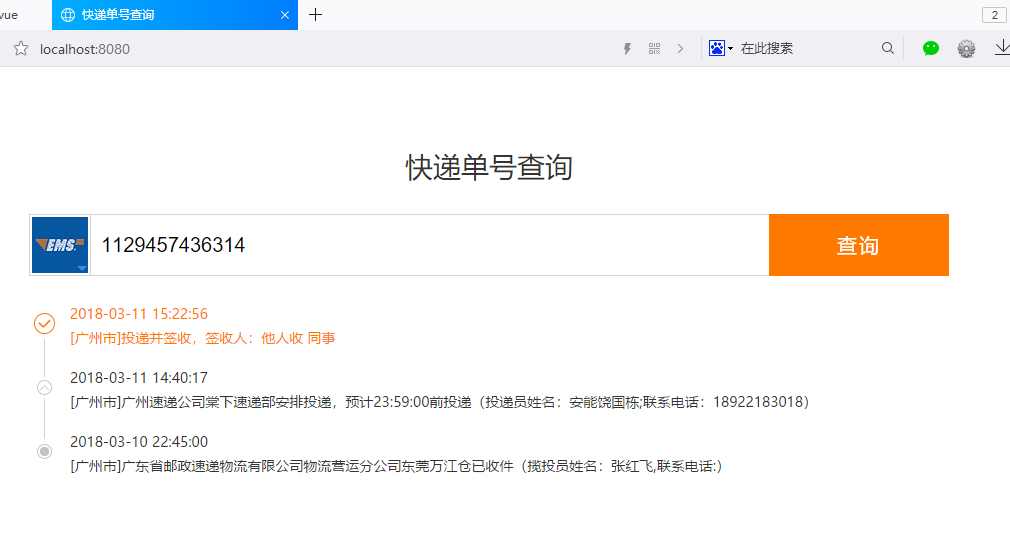 vue
快递单号查询
2
localhost:8080
在此搜索
快递单号查询
EMS
1129457436314
查询
2018-03-11 15:22:56
[广州市]投递并签收，签收人：他人收 同事
2018-03-11 14:40:17
[广州市]广州速递公司棠下速递部安排投递，预计23:59:00前投递（投递员姓名：安能饶国栋;联系电话：18922183018）
2018-03-10 22:45:00
[广州市]广东省邮政速递物流有限公司物流营运分公司东莞万江仓已收件（揽投员姓名：张红飞,联系电话:）